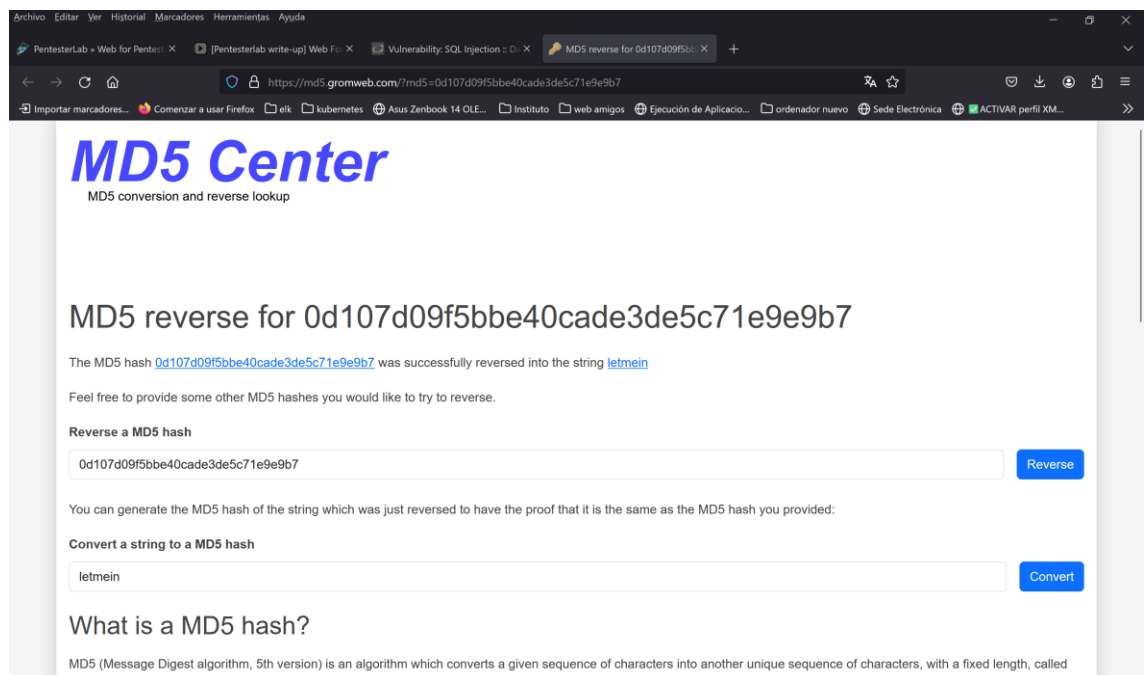 Archivo Editar Ver Historial Marcadores Herramientas Ayuda
PentesterLab » Web for Pentest
[Pentesterlab write-up] Web For
Vulnerability: SQL Injection :: Da
MD5 reverse for 0d107d09f5bb
https://md5.gromweb.com/?md5=0d107d09f5bbe40cade3de5c71e9e9b7
Importar marcadores... Comenzar a usar Firefox elk kubernetes Asus Zenbook 14 OLE... Instituto web amigos Ejecución de Aplicacio... ordenador nuevo Sede Electrónica ACTIVAR perfil XM...
MD5 Center
MD5 conversion and reverse lookup
MD5 reverse for 0d107d09f5bbe40cade3de5c71e9e9b7
The MD5 hash 0d107d09f5bbe40cade3de5c71e9e9b7 was successfully reversed into the string letmein
Feel free to provide some other MD5 hashes you would like to try to reverse.
Reverse a MD5 hash
0d107d09f5bbe40cade3de5c71e9e9b7 Reverse
You can generate the MD5 hash of the string which was just reversed to have the proof that it is the same as the MD5 hash you provided:
Convert a string to a MD5 hash
letmein Convert
What is a MD5 hash?
MD5 (Message Digest algorithm, 5th version) is an algorithm which converts a given sequence of characters into another unique sequence of characters, with a fixed length, called